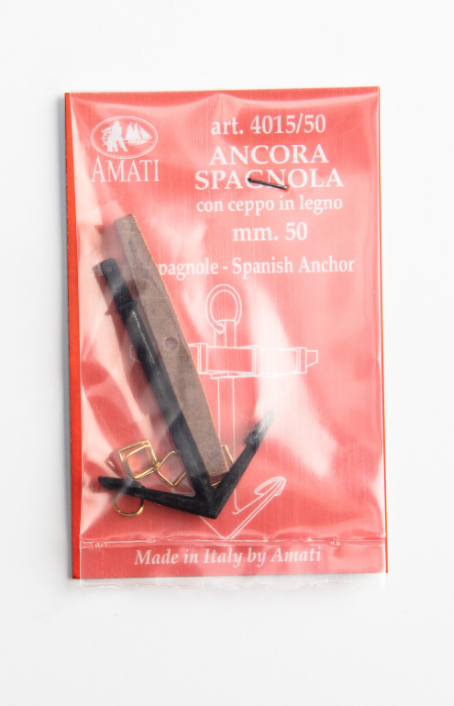 AMATI
art. 4015/50
ANCORA
SPAGNOLA
con ceppo in legno
mm. 50
pagnole - Spanish Anchor
Made in Italy by Amati